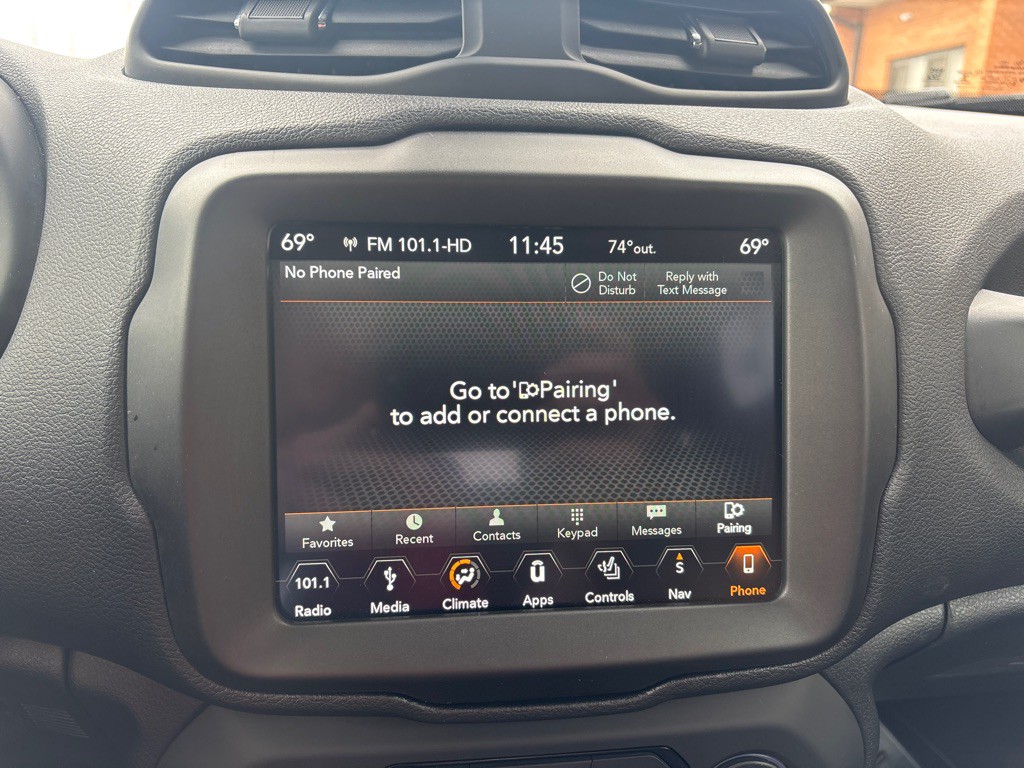 69° FM 101.1-HD 11:45 74°out. 69°
No Phone Paired
Do Not
Disturb
Reply with
Text Message
Go to 'Pairing'
to add or connect a phone.
Favorites Recent Contacts Keypad Messages Pairing
101.1 S
Radio Media Climate Apps Controls Nav Phone